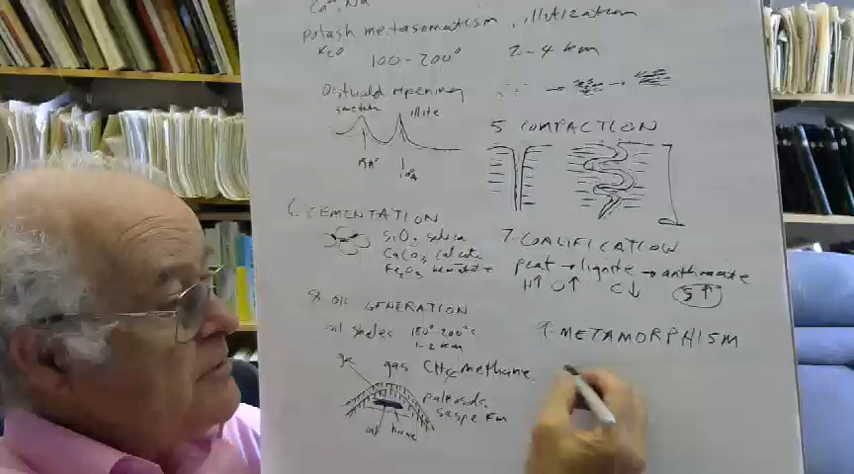 potash metasomatism, illitization
K₂O 100-200° 2-4 km
Ostwald ripening
smectite illite
10Å
5 COMPACTION
6. CEMENTATION
SiO₂ silica
CaCO₃ calcite
Fe₂O₃ hematite
7. COALIFICATION
peat → lignite → anthracite
H↑ O↑ C↓ S↑
8. OIL GENERATION
oil shales 150°-200°C
1-2 km
gas gas CH₄ methane
paleosols
Sespe Fm
oil
9. METAMORPHISM